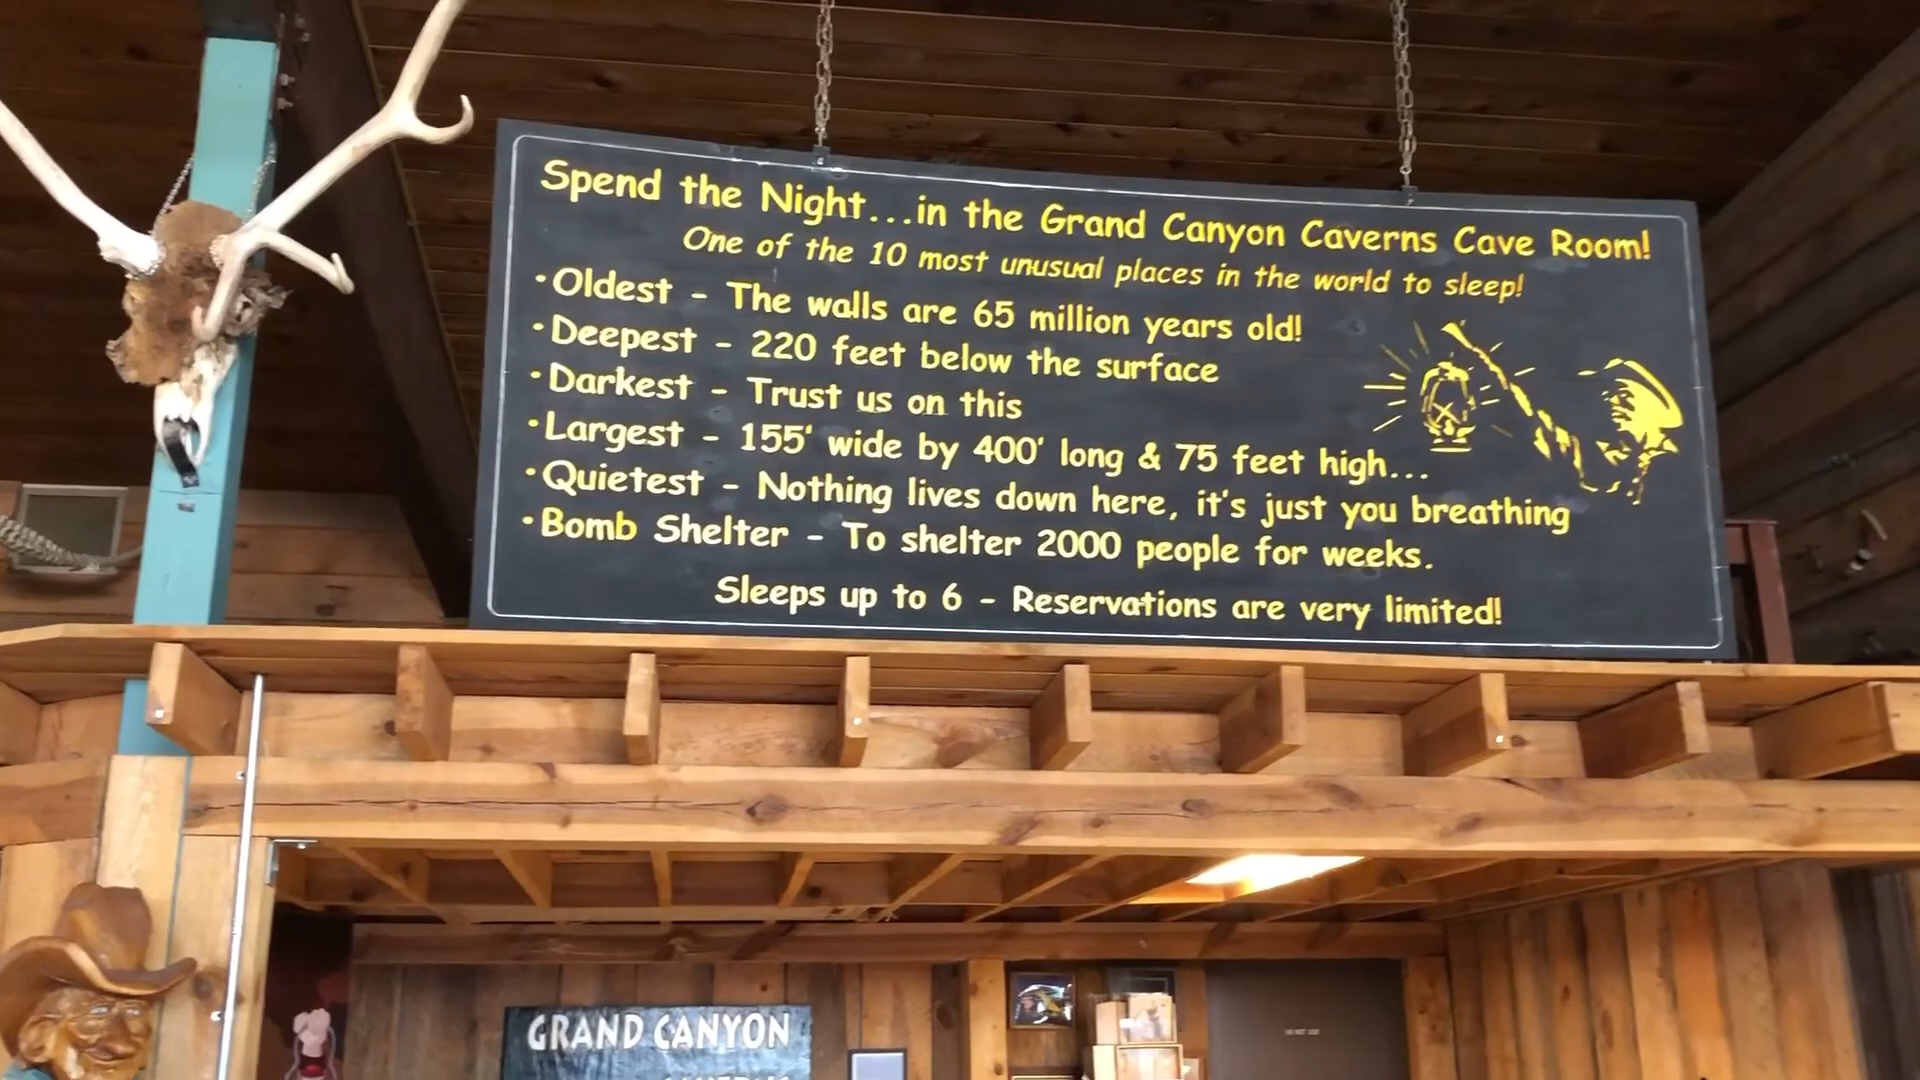 Spend the Night...in the Grand Canyon Caverns Cave Room!
One of the 10 most unusual places in the world to sleep!
• Oldest - The walls are 65 million years old!
• Deepest - 220 feet below the surface
• Darkest - Trust us on this
• Largest - 155' wide by 400' long & 75 feet high...
• Quietest - Nothing lives down here, it's just you breathing
• Bomb Shelter - To shelter 2000 people for weeks.
Sleeps up to 6 - Reservations are very limited!
GRAND CANYON
DO NOT USE